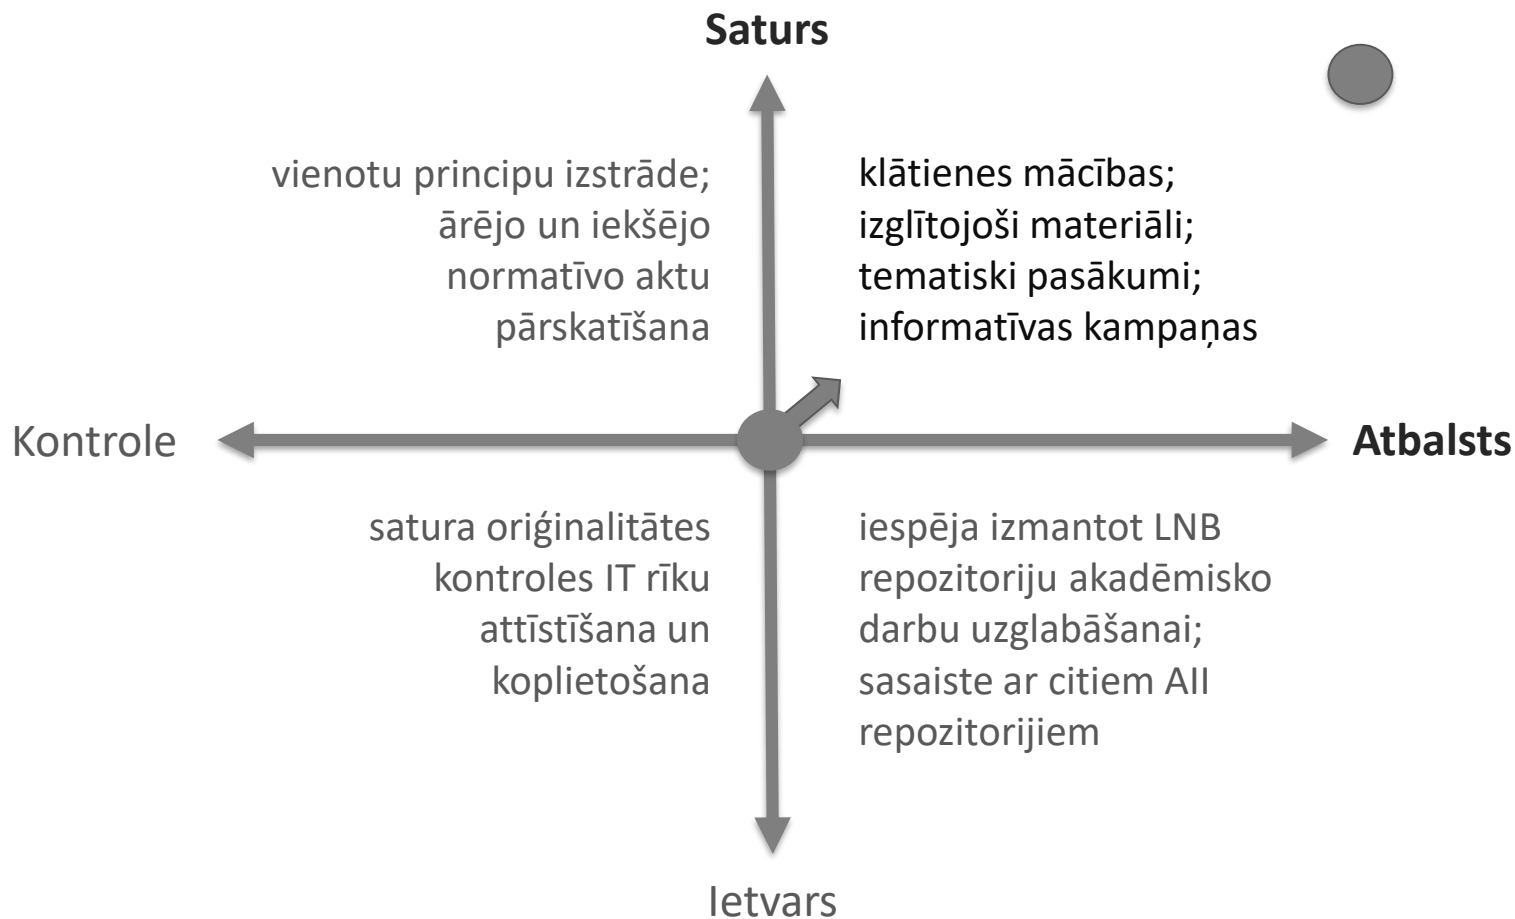 Saturs
vienotu principu izstrāde;
ārējo un iekšējo
normatīvo aktu
pārskatīšana
klātienes mācības;
izglītojoši materiāli;
tematiski pasākumi;
informatīvas kampaņas
Kontrole
Atbalsts
satura oriģinalitātes
kontroles IT rīku
attīstīšana un
koplietošana
iespēja izmantot LNB
repozitoriju akadēmisko
darbu uzglabāšanai;
sasaiste ar citiem AII
repozitorijiem
Ietvars